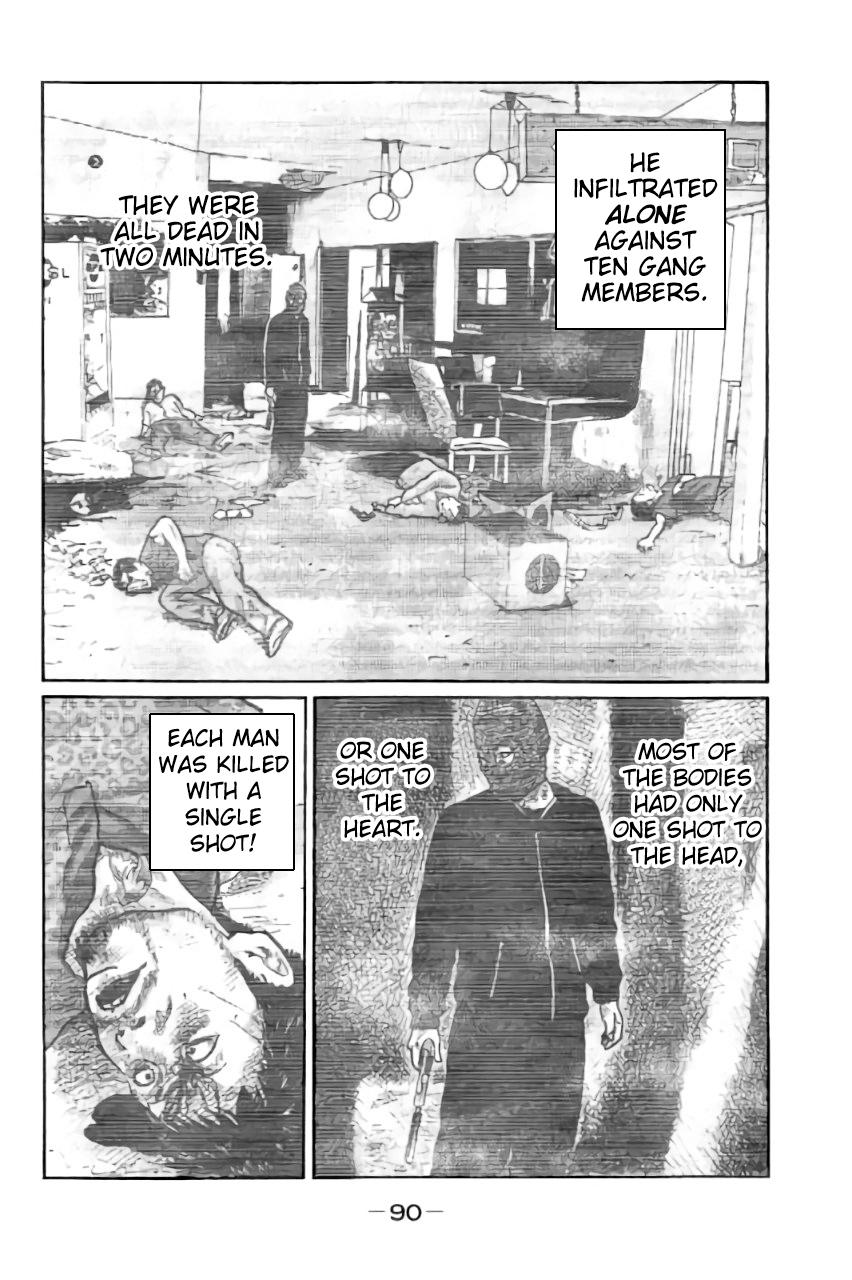 HE
INFILTRATED
ALONE
AGAINST
TEN GANG
MEMBERS.
THEY WERE
ALL DEAD IN
TWO MINUTES.
SL
MOST OF
THE BODIES
HAD ONLY
ONE SHOT TO
THE HEAD,
OR ONE
SHOT TO
THE
HEART.
EACH MAN
WAS KILLED
WITH A
SINGLE
SHOT!
—90—